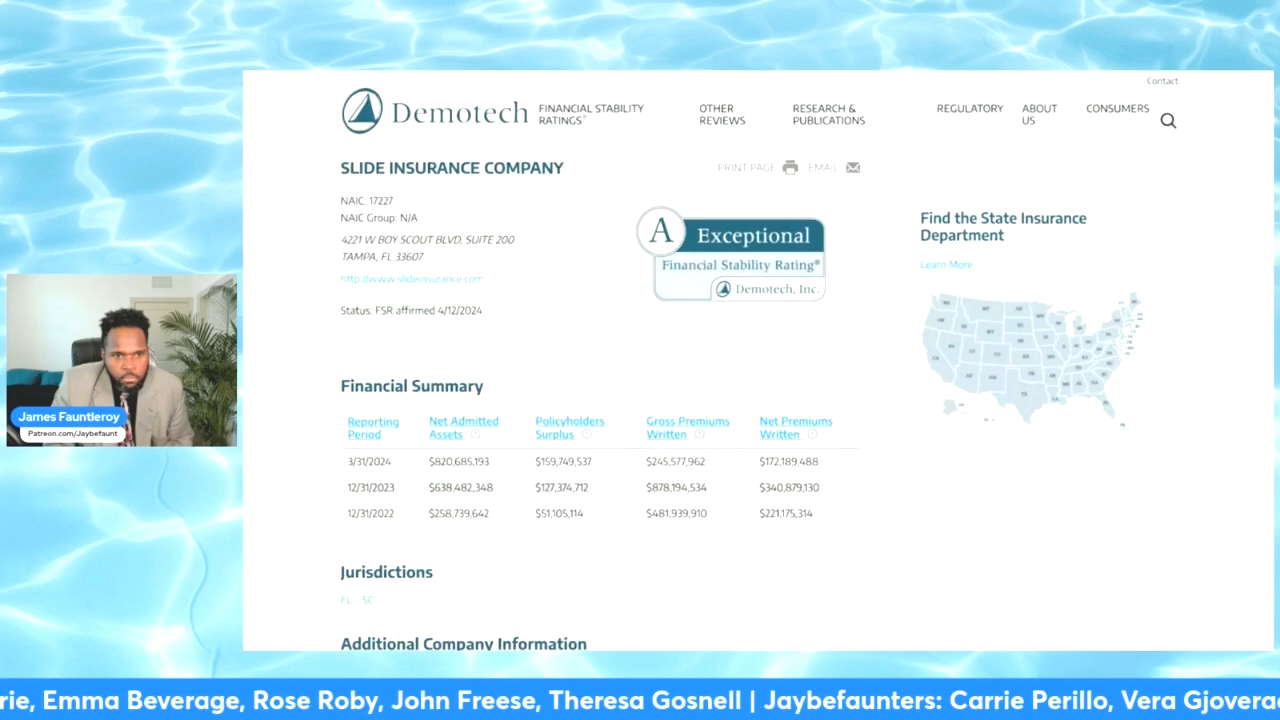 Contact
Demotech
FINANCIAL STABILITY
RATINGS®
OTHER
REVIEWS
RESEARCH &
PUBLICATIONS
REGULATORY
ABOUT
US
CONSUMERS
SLIDE INSURANCE COMPANY
PRINT PAGE
EMAIL
NAIC: 17227
NAIC Group: N/A
4221 W BOY SCOUT BLVD, SUITE 200
TAMPA, FL 33607
http://www.slideinsurance.com
Status: FSR affirmed 4/12/2024
A Exceptional
Financial Stability Rating®
Demotech, Inc.
Find the State Insurance
Department
Learn More
James Fauntleroy
Patreon.com/Jaybefaunt
Financial Summary
Reporting Net Admitted Policyholders Gross Premiums Net Premiums
Period Assets Surplus Written Written
3/31/2024 $820,685,193 $159,749,537 $245,577,962 $172,189,488
12/31/2023 $638,482,348 $127,374,712 $878,194,534 $340,879,130
12/31/2022 $258,739,642 $51,105,114 $481,939,910 $221,175,314
Jurisdictions
FL SC
Additional Company Information
rie, Emma Beverage, Rose Roby, John Freese, Theresa Gosnell | Jaybefaunters: Carrie Perillo, Vera Gjovera